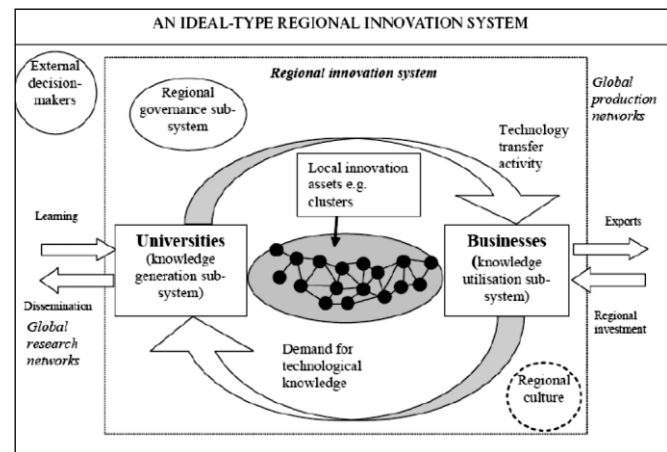 AN IDEAL-TYPE REGIONAL INNOVATION SYSTEM
External
decision-
makers
Regional innovation system
Regional
governance sub-
system
Global
production
networks
Technology
transfer
activity
Local innovation
assets e.g.
clusters
Learning
Universities
(knowledge
generation sub-
system)
Businesses
(knowledge
utilisation sub-
system)
Exports
Dissemination
Global
research
networks
Regional
investment
Demand for
technological
knowledge
Regional
culture